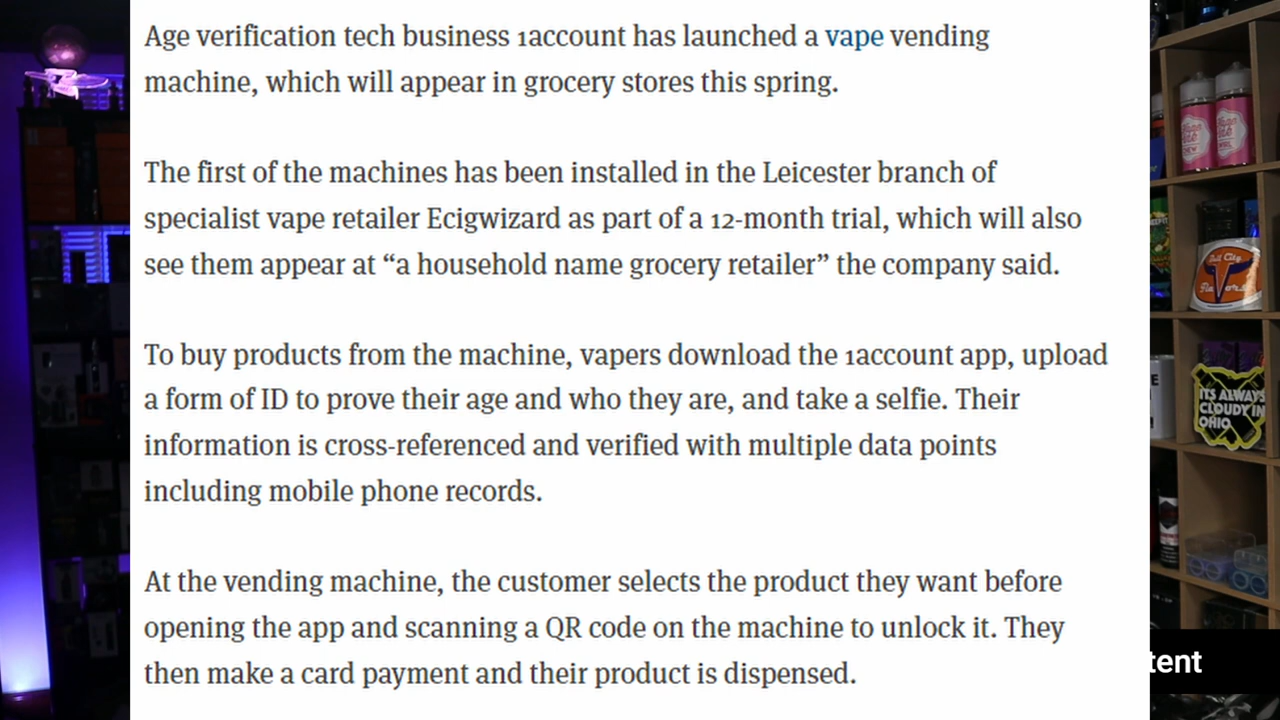 Age verification tech business 1account has launched a vape vending
machine, which will appear in grocery stores this spring.
The first of the machines has been installed in the Leicester branch of
specialist vape retailer Ecigwizard as part of a 12-month trial, which will also
see them appear at “a household name grocery retailer” the company said.
To buy products from the machine, vapers download the 1account app, upload
a form of ID to prove their age and who they are, and take a selfie. Their
information is cross-referenced and verified with multiple data points
including mobile phone records.
At the vending machine, the customer selects the product they want before
opening the app and scanning a QR code on the machine to unlock it. They
then make a card payment and their product is dispensed.
ITS ALWAYS
CLOUDY IN
OHIO
tent